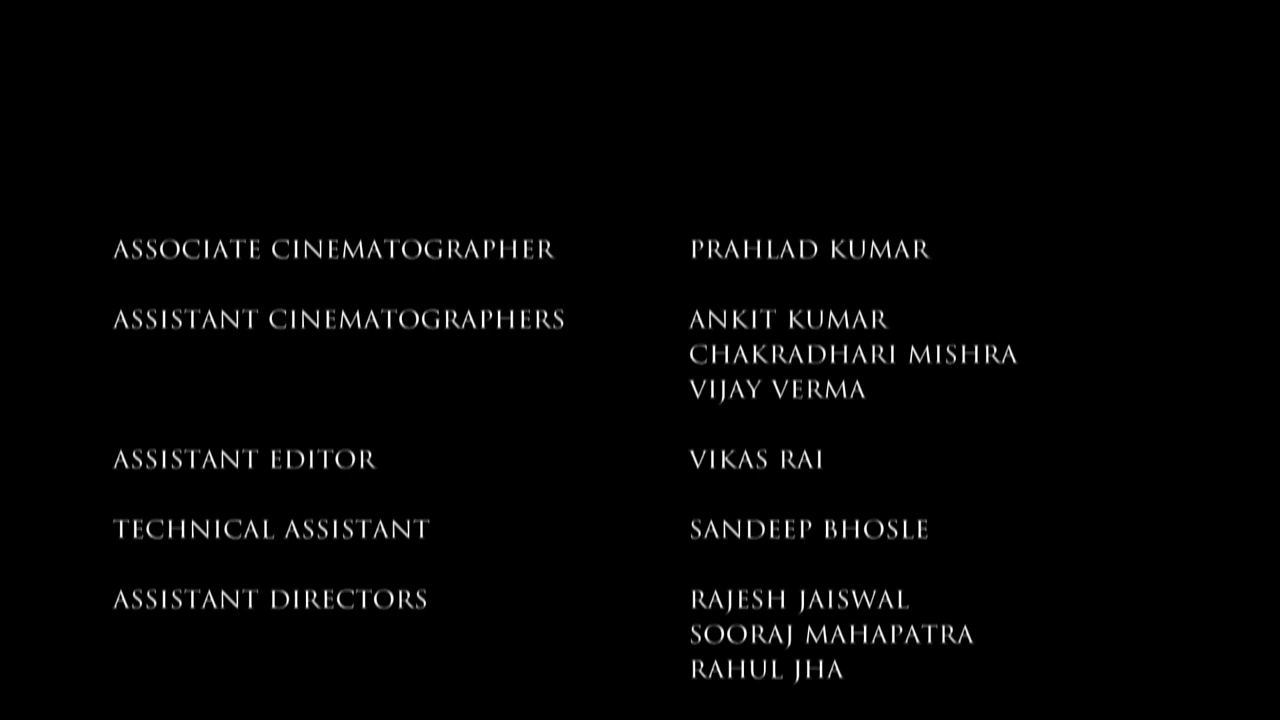 ASSOCIATE CINEMATOGRAPHER PRAHLAD KUMAR
ASSISTANT CINEMATOGRAPHERS ANKIT KUMAR
CHAKRADHARI MISHRA
VIJAY VERMA
ASSISTANT EDITOR VIKAS RAI
TECHNICAL ASSISTANT SANDEEP BHOSLE
ASSISTANT DIRECTORS RAJESH JAISWAL
SOORAJ MAHAPATRA
RAHUL JHA